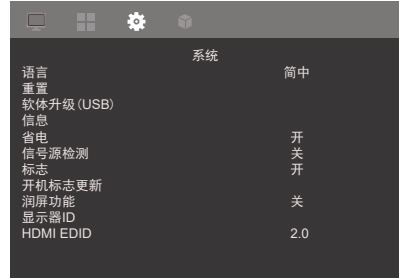 系统
语言 简中
重置
软体升级(USB)
信息
省电 开
信号源检测 关
标志 开
开机标志更新
润屏功能 关
显示器ID
HDMI EDID 2.0